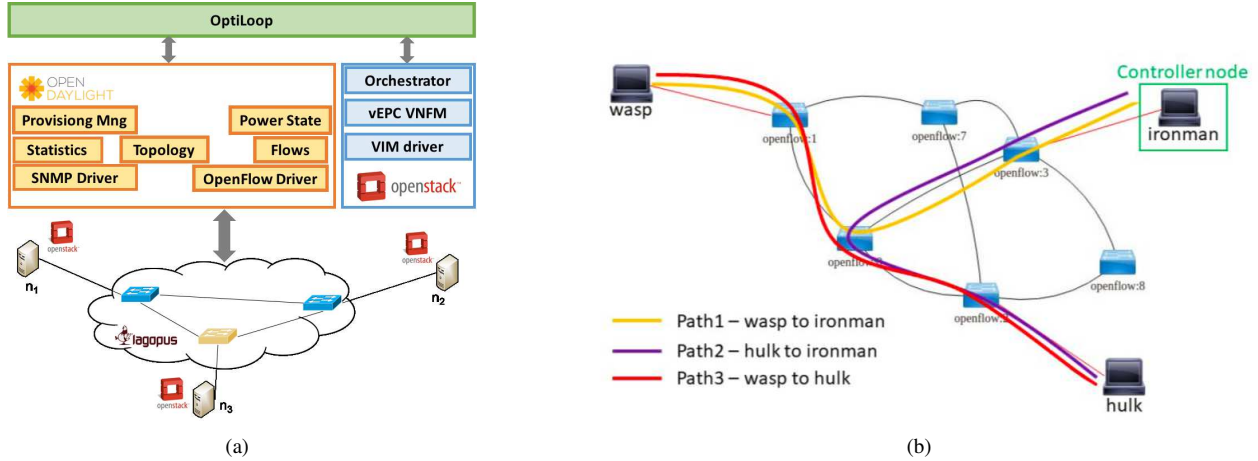 OptiLoop
OPEN
DAYLIGHT
Provisiong Mng
Power State
Statistics
Topology
Flows
SNMP Driver
OpenFlow Driver
Orchestrator
vEPC VNFM
VIM driver
openstack
openstack
n1
openstack
n2
lagopus
openstack
n3
(a)
wasp
openflow:1
openflow:7
Controller node
ironman
openflow:3
openflow:8
Path1 – wasp to ironman
Path2 – hulk to ironman
Path3 – wasp to hulk
hulk
(b)